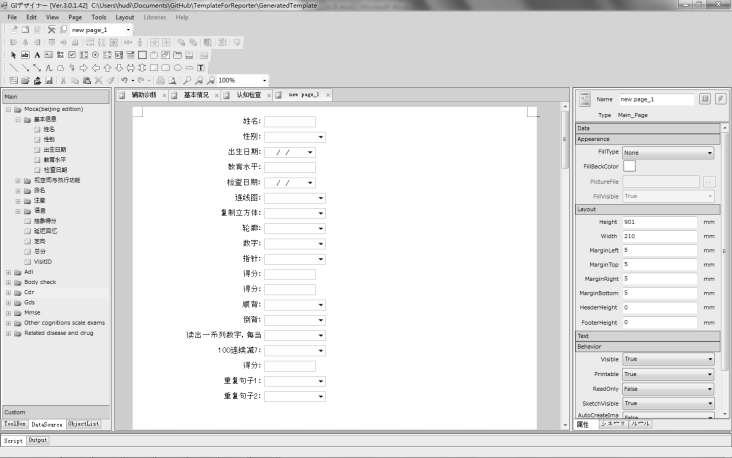 GIデザイナー [Ver.3.0.1.42] C:\Users\hudi\Documents\GitHub\TemplateForReporter\GeneratedTemplate
File Edit View Page Tools Layout Libraries Help
new page_1
100%
Main
Moca(beijing edition)
基本信息
姓名
性别
出生日期
教育水平
检查日期
视空间与执行功能
命名
注意
语言
抽象得分
延迟回忆
定向
总分
VisitID
Adl
Body check
Cdr
Gds
Mmse
Other cognitions scale exams
Related disease and drug
Custom
ToolBox DataSource ObjectList
辅助诊断 × 基本情况 × 认知检查 × new page_1 ×
姓名:
性别:
出生日期: / /
教育水平:
检查日期: / /
连线图:
复制立方体:
轮廓:
数字:
指针:
得分:
得分:
顺背:
倒背:
读出一系列数字,每当
100连续减7:
得分:
重复句子1:
重复句子2:
Name new page_1
Type Main_Page
Data
Appearance
FillType None
FillBackColor
PictureFile
FillVisible True
Layout
Height 901 mm
Width 210 mm
MarginLeft 5 mm
MarginTop 5 mm
MarginRight 5 mm
MarginBottom 5 mm
HeaderHeight 0 mm
FooterHeight 0 mm
Text
Behavior
Visible True
Printable True
ReadOnly False
SketchVisible True
AutoCreateIma False
属性
Script Output